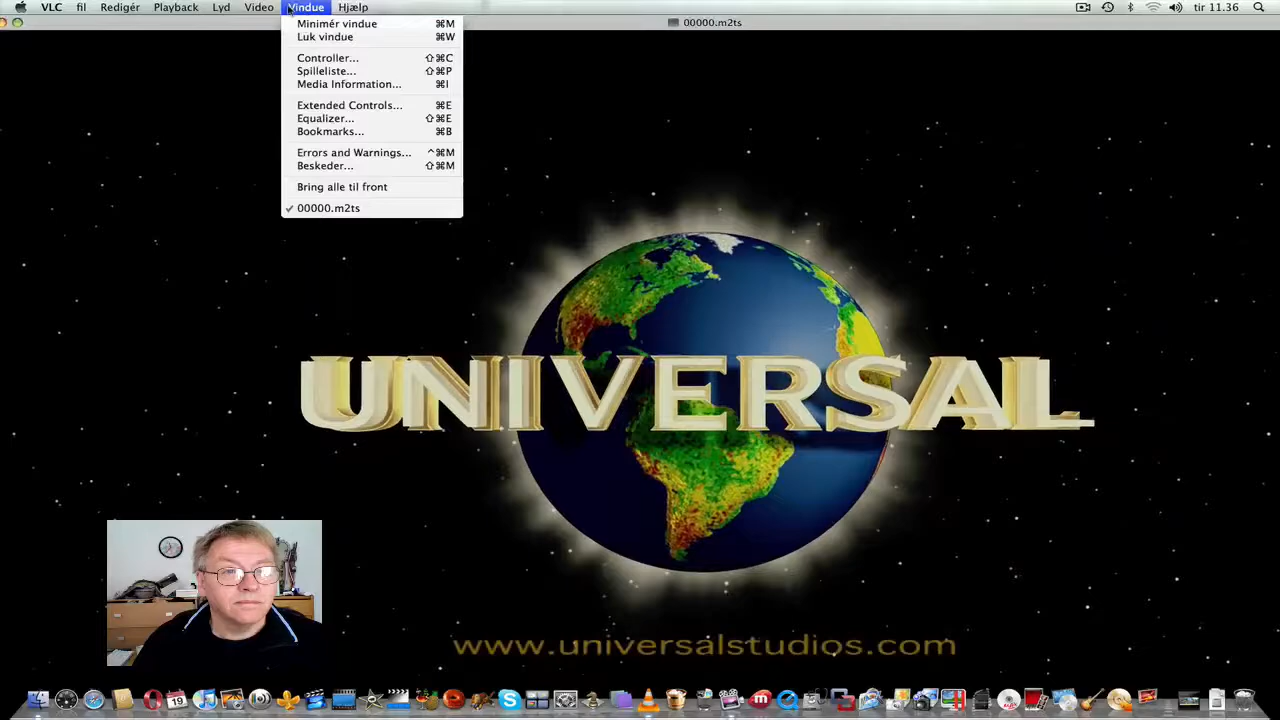 VLC fil Redigér Playback Lyd Video Vindue Hjælp tir 11.36
00000.m2ts
Minimér vindue ⌘M
Luk vindue ⌘W
Controller... ⇧⌘C
Spilleliste... ⇧⌘P
Media Information... ⌘I
Extended Controls... ⌘E
Equalizer... ⇧⌘E
Bookmarks... ⌘B
Errors and Warnings... ^⌘M
Beskeder... ⇧⌘M
Bring alle til front
✓ 00000.m2ts
UNIVERSAL
www.universalstudios.com
19